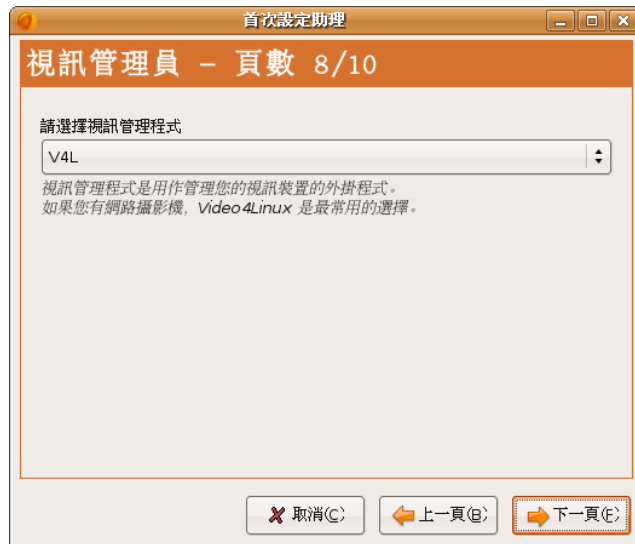 首次設定助理
視訊管理員 – 頁數 8/10
請選擇視訊管理程式
V4L
視訊管理程式是用作管理您的視訊裝置的外掛程式。
如果您有網路攝影機, Video4Linux 是最常用的選擇。
取消(C) 上一頁(B) 下一頁(F)